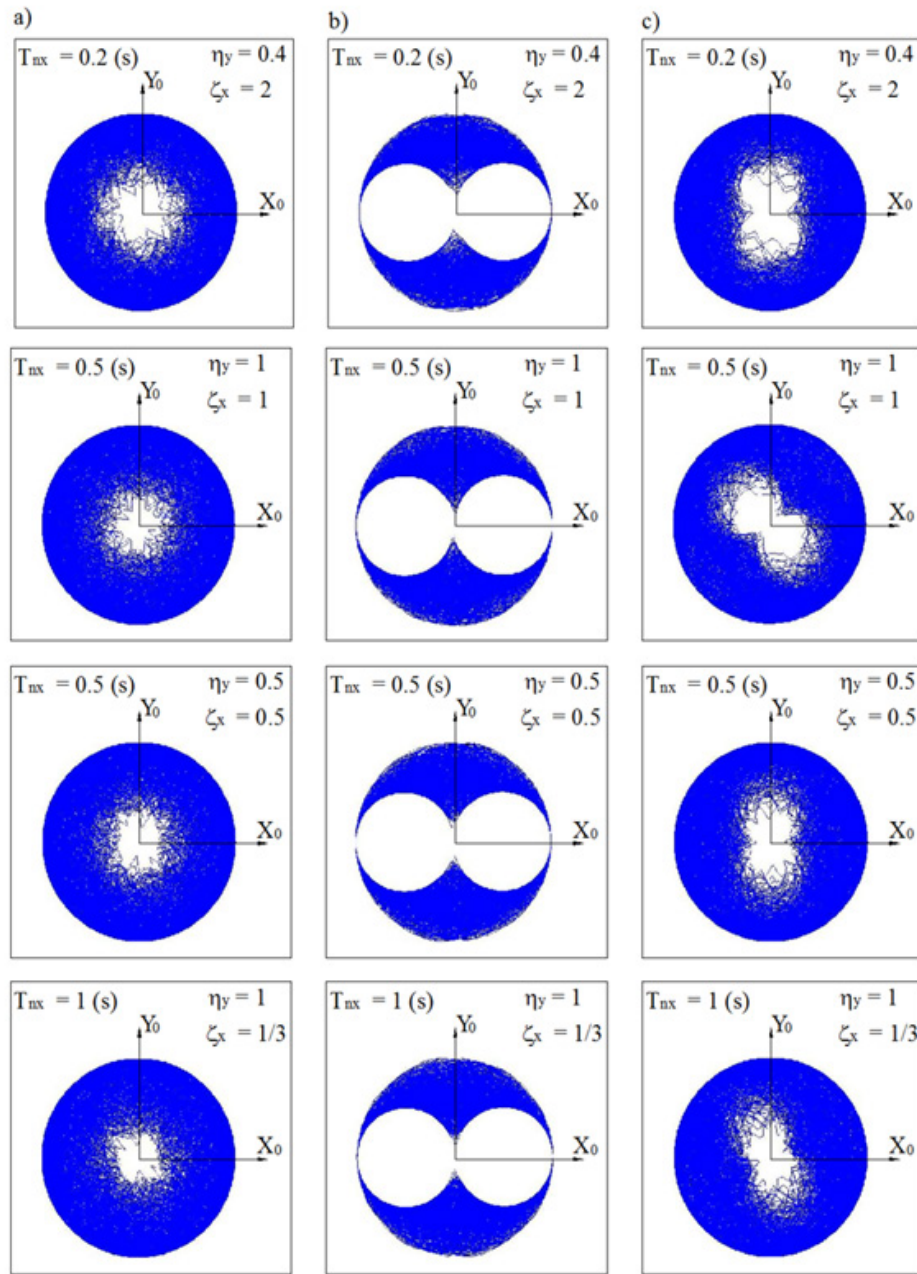 a) b) c)
Tnx = 0.2 (s) ηy = 0.4 Tnx = 0.2 (s) ηy = 0.4 Tnx = 0.2 (s) ηy = 0.4
Y0 ζx = 2 Y0 ζx = 2 Y0 ζx = 2
X0 X0 X0
Tnx = 0.5 (s) ηy = 1 Tnx = 0.5 (s) ηy = 1 Tnx = 0.5 (s) ηy = 1
Y0 ζx = 1 Y0 ζx = 1 Y0 ζx = 1
X0 X0 X0
Tnx = 0.5 (s) ηy = 0.5 Tnx = 0.5 (s) ηy = 0.5 Tnx = 0.5 (s) ηy = 0.5
Y0 ζx = 0.5 Y0 ζx = 0.5 Y0 ζx = 0.5
X0 X0 X0
Tnx = 1 (s) ηy = 1 Tnx = 1 (s) ηy = 1 Tnx = 1 (s) ηy = 1
Y0 ζx = 1/3 Y0 ζx = 1/3 Y0 ζx = 1/3
X0 X0 X0